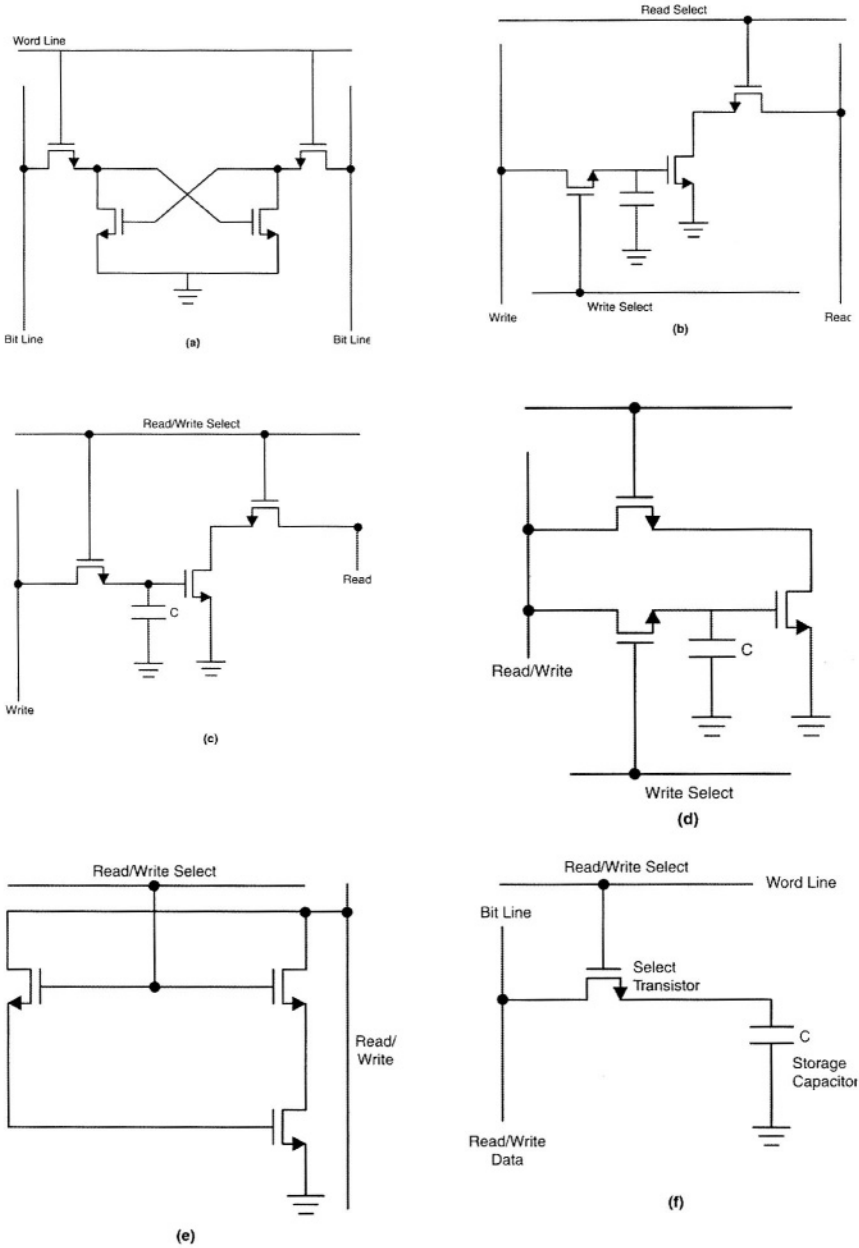 Word Line
Bit Line
Bit Line
(a)
Read Select
Write Select
Write
Read
(b)
Read/Write Select
C
Read
Write
(c)
Read/Write
C
Write Select
(d)
Read/Write Select
Read/
Write
(e)
Read/Write Select
Word Line
Bit Line
Select
Transistor
C
Storage
Capacitor
Read/Write
Data
(f)